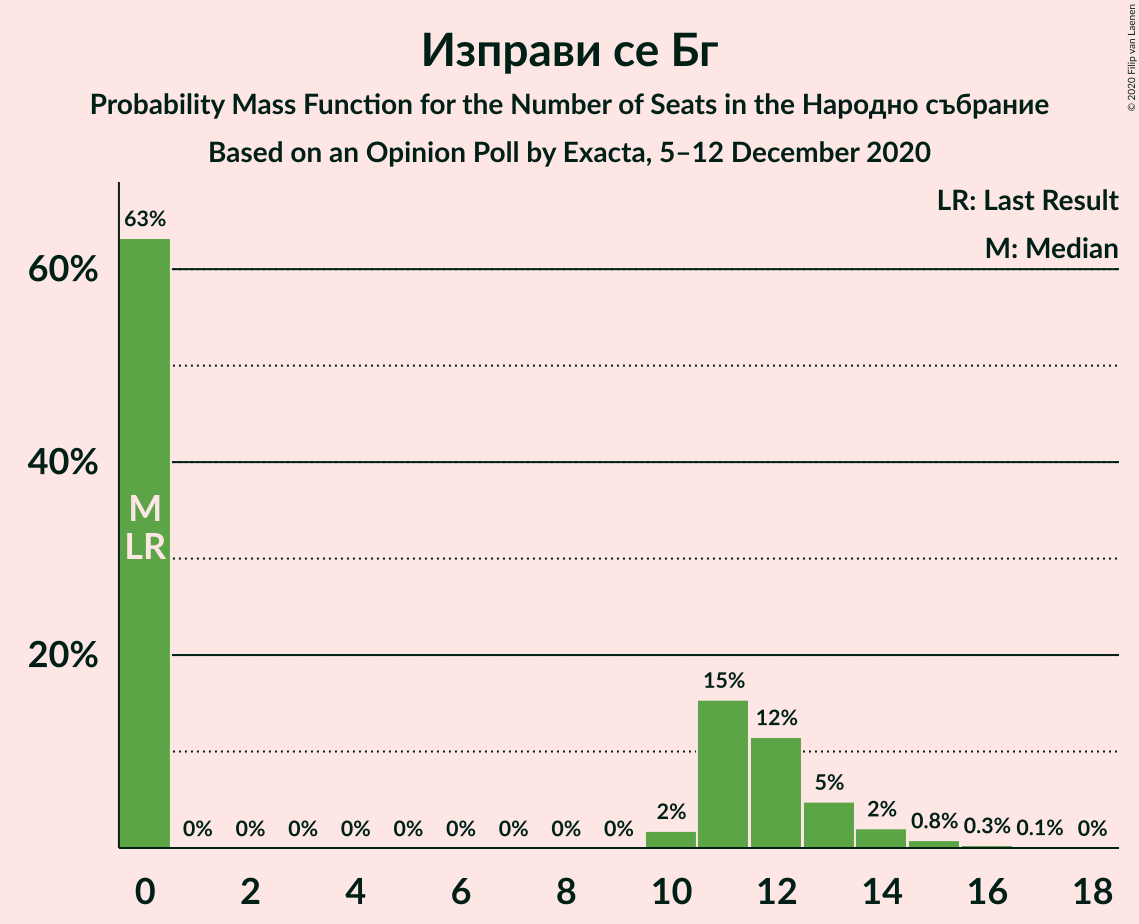 Изправи се Бг
Probability Mass Function for the Number of Seats in the Народно събрание
Based on an Opinion Poll by Exacta, 5–12 December 2020
© 2020 Filip van Laenen
LR: Last Result
M: Median
60%
40%
20%
63%
M
LR
0%
0%
0%
0%
0%
0%
0%
0%
0%
2%
15%
12%
5%
2%
0.8%
0.3%
0.1%
0%
0 2 4 6 8 10 12 14 16 18